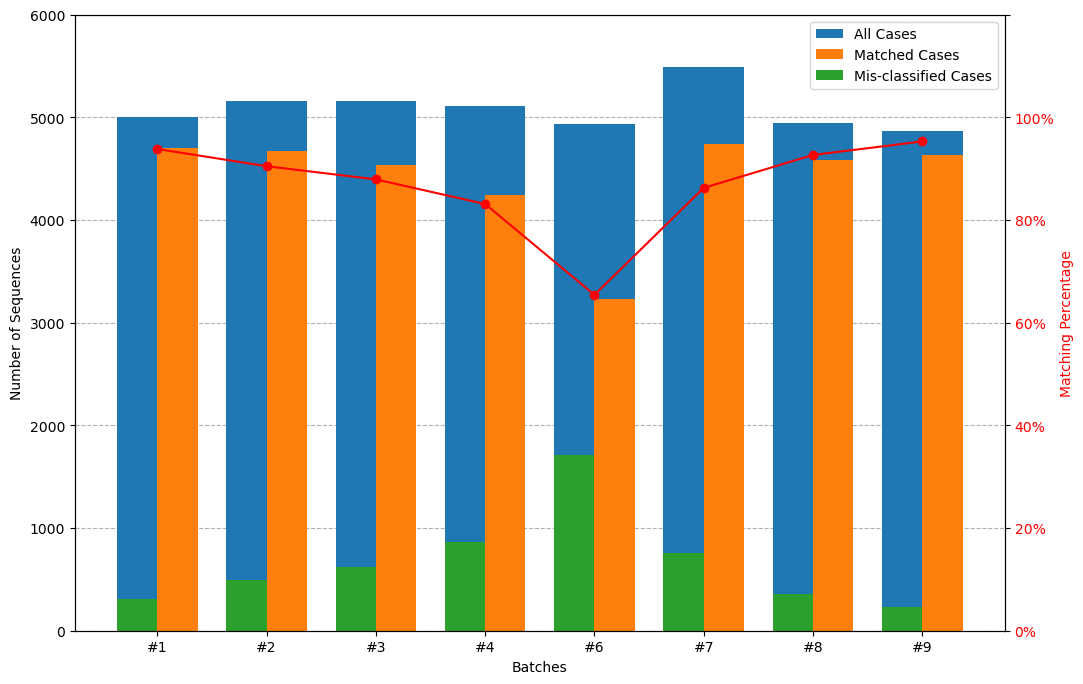 6000
5000
4000
3000
2000
1000
0
Number of Sequences
All Cases
Matched Cases
Mis-classified Cases
100%
80%
60%
40%
20%
0%
Matching Percentage
#1 #2 #3 #4 #6 #7 #8 #9
Batches